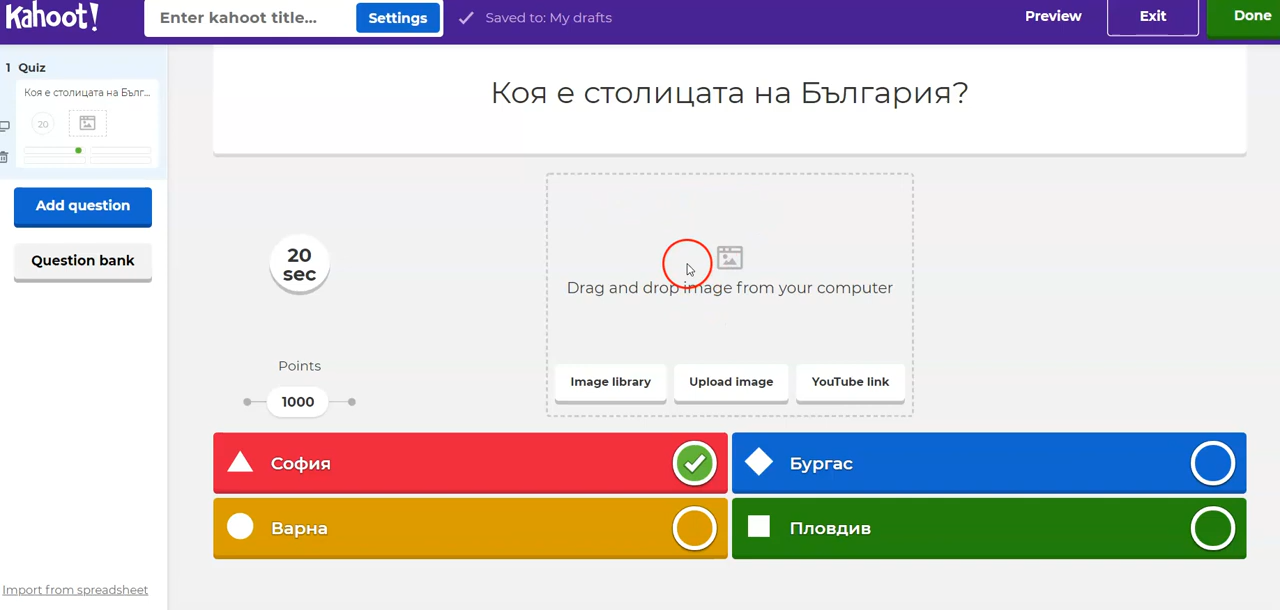 Kahoot!
Enter kahoot title...
Settings
Saved to: My drafts
Preview
Exit
Done
1 Quiz
Коя е столицата на Бълг...
20
Add question
Question bank
Import from spreadsheet
Коя е столицата на България?
20
sec
Points
1000
Drag and drop image from your computer
Image library
Upload image
YouTube link
София
Бургас
Варна
Пловдив